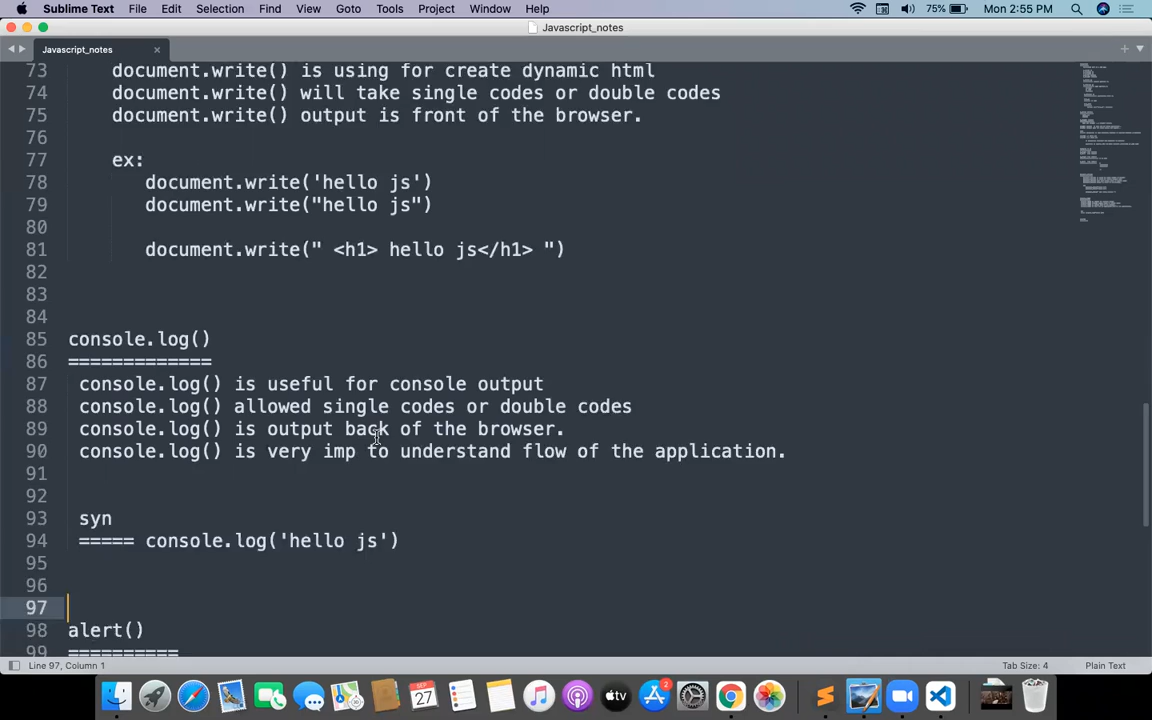 Sublime Text File Edit Selection Find View Goto Tools Project Window Help 75% Mon 2:55 PM
Javascript_notes
Javascript_notes
73 document.write() is using for create dynamic html
74 document.write() will take single codes or double codes
75 document.write() output is front of the browser.
76
77 ex:
78 document.write('hello js')
79 document.write("hello js")
80
81 document.write(" <h1> hello js</h1> ")
82
83
84
85 console.log()
86 =============
87 console.log() is useful for console output
88 console.log() allowed single codes or double codes
89 console.log() is output back of the browser.
90 console.log() is very imp to understand flow of the application.
91
92
93 syn
94 ===== console.log('hello js')
95
96
97
98 alert()
99 ==========
Line 97, Column 1 Tab Size: 4 Plain Text
SEP 27 tv 2